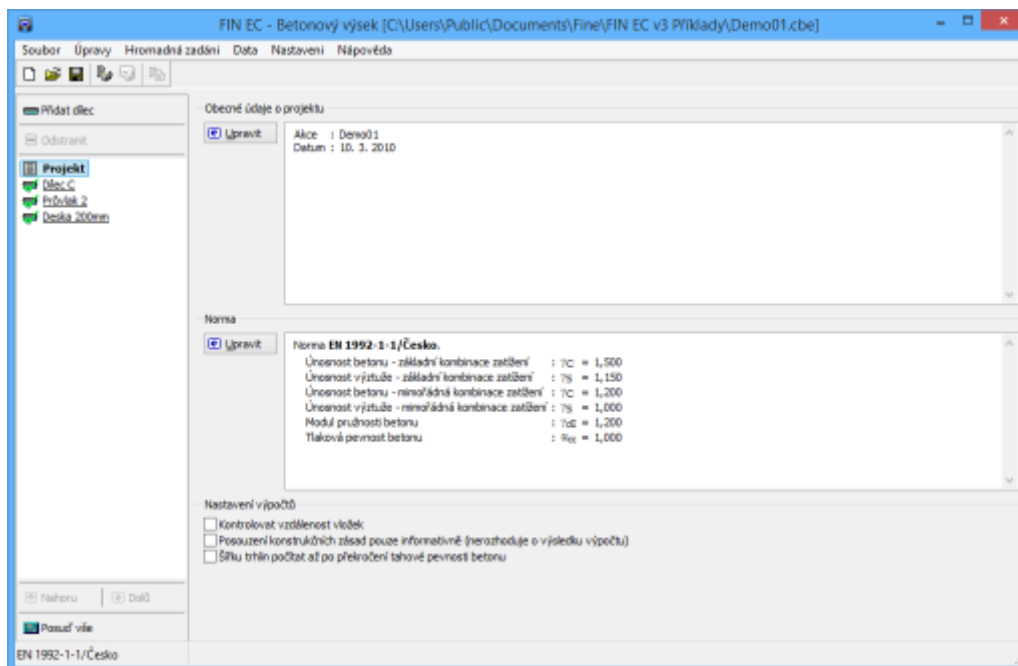 FIN EC - Betonový výsek [C:\Users\Public\Documents\Fine\FIN EC v3 Příklady\Demo01.cbe]
Soubor Úpravy Hromadná zadání Data Nastavení Nápověda
Přidat dílec
Odstranit
Projekt
Dílec C
Průvlak 2
Deska 200mm
Obecné údaje o projektu
Upravit
Akce : Demo01
Datum : 10. 3. 2010
Norma
Upravit
Norma EN 1992-1-1/Česko.
Únosnost betonu - základní kombinace zatížení : γC = 1,500
Únosnost výztuže - základní kombinace zatížení : γS = 1,150
Únosnost betonu - mimořádná kombinace zatížení : γC = 1,200
Únosnost výztuže - mimořádná kombinace zatížení : γS = 1,000
Modul pružnosti betonu : γcE = 1,200
Tlaková pevnost betonu : αcc = 1,000
Nastavení výpočtů
Kontrolovat vzdálenost vložek
Posouzení konstrukčních zásad pouze informativně (nerozhoduje o výsledku výpočtu)
Šířku trhlin počítat až po překročení tahové pevnosti betonu
Nahoru Dolů
Posuď vše
EN 1992-1-1/Česko